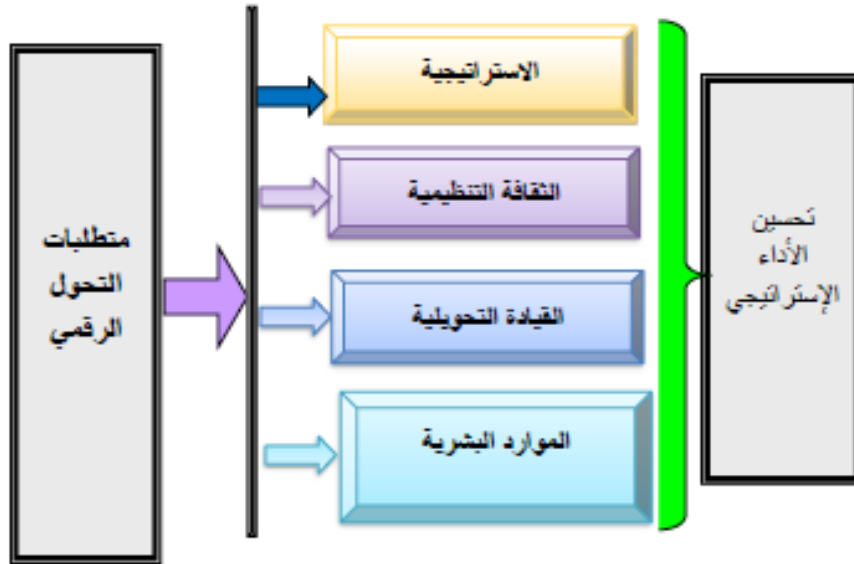 متطلبات
التحول
الرقمي
الاستراتيجية
الثقافة التنظيمية
القيادة التحويلية
الموارد البشرية
تحسين
الأداء
الإستراتيجي